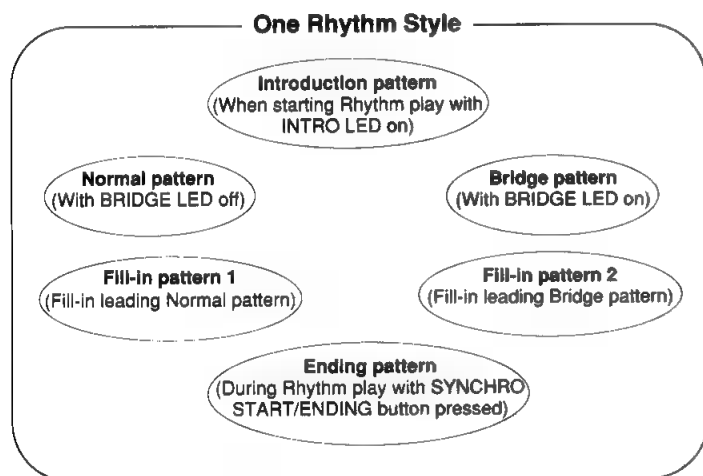 One Rhythm Style
Introduction pattern
(When starting Rhythm play with
INTRO LED on)
Normal pattern
(With BRIDGE LED off)
Bridge pattern
(With BRIDGE LED on)
Fill-in pattern 1
(Fill-in leading Normal pattern)
Fill-in pattern 2
(Fill-in leading Bridge pattern)
Ending pattern
(During Rhythm play with SYNCHRO
START/ENDING button pressed)